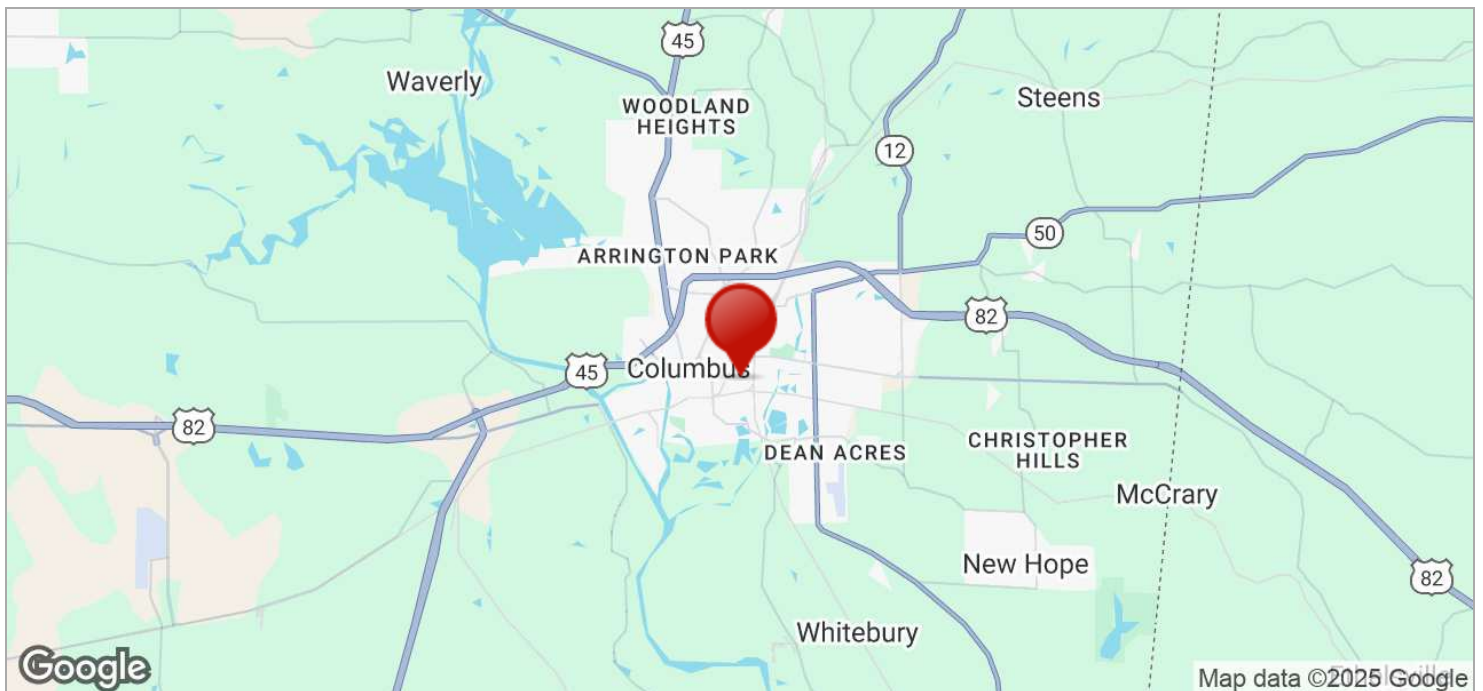 45
Waverly
WOODLAND
HEIGHTS
Steens
12
50
ARRINGTON PARK
82
45
Columbus
82
CHRISTOPHER
HILLS
DEAN ACRES
McCrary
New Hope
82
Whitebury
Google
Map data ©2025 Google